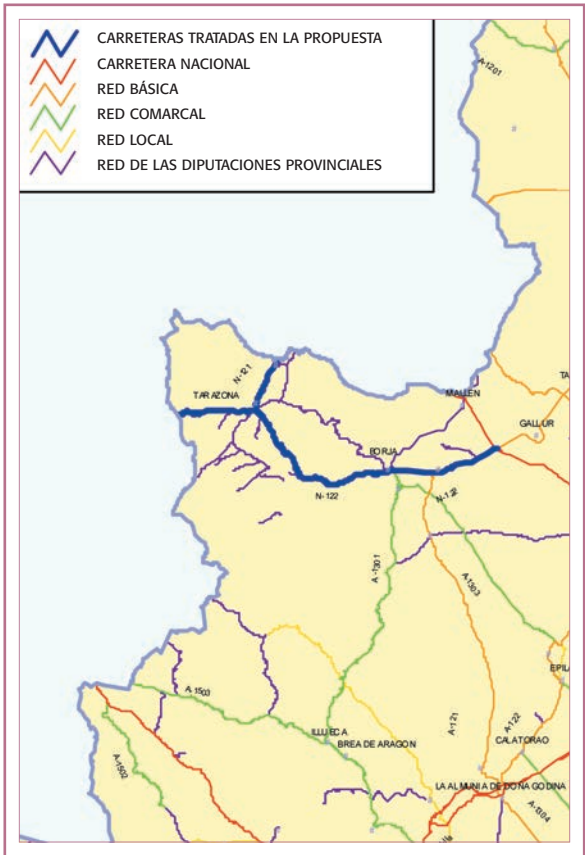 CARRETERAS TRATADAS EN LA PROPUESTA
CARRETERA NACIONAL
RED BÁSICA
RED COMARCAL
RED LOCAL
RED DE LAS DIPUTACIONES PROVINCIALES
A-1201
N-121
TARAZONA
TA
MALLEN
GALLUR
BORJA
N-122
N-122
A-1301
A-1303
EPILA
A-1503
A-121
A-122
ILLUECA
BREA DE ARAGON
CALATORAO
A-1502
LA ALMUNIA DE DOÑA GODINA
A-1304